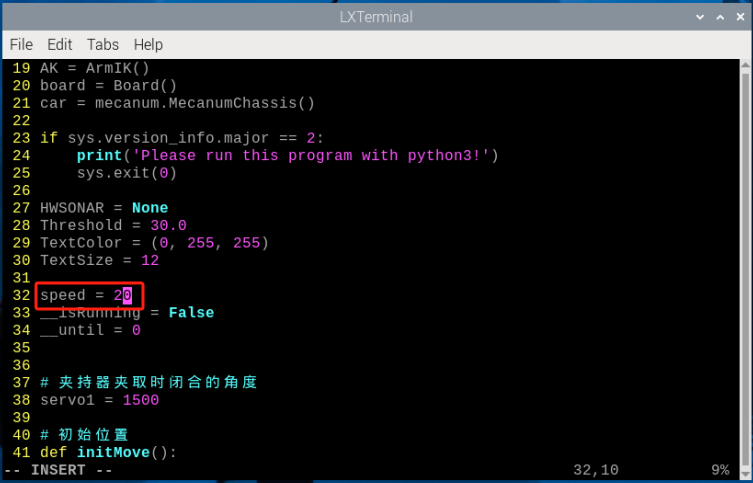 LXTerminal
File Edit Tabs Help
19 AK = ArmIK()
20 board = Board()
21 car = mecanum.MecanumChassis()
22
23 if sys.version_info.major == 2:
24     print('Please run this program with python3!')
25     sys.exit(0)
26
27 HWSONAR = None
28 Threshold = 30.0
29 TextColor = (0, 255, 255)
30 TextSize = 12
31
32 speed = 20
33 __isRunning = False
34 __until = 0
35
36
37 # 夹持器夹取时闭合的角度
38 servo1 = 1500
39
40 # 初始位置
41 def initMove():
-- INSERT -- 32,10 9%